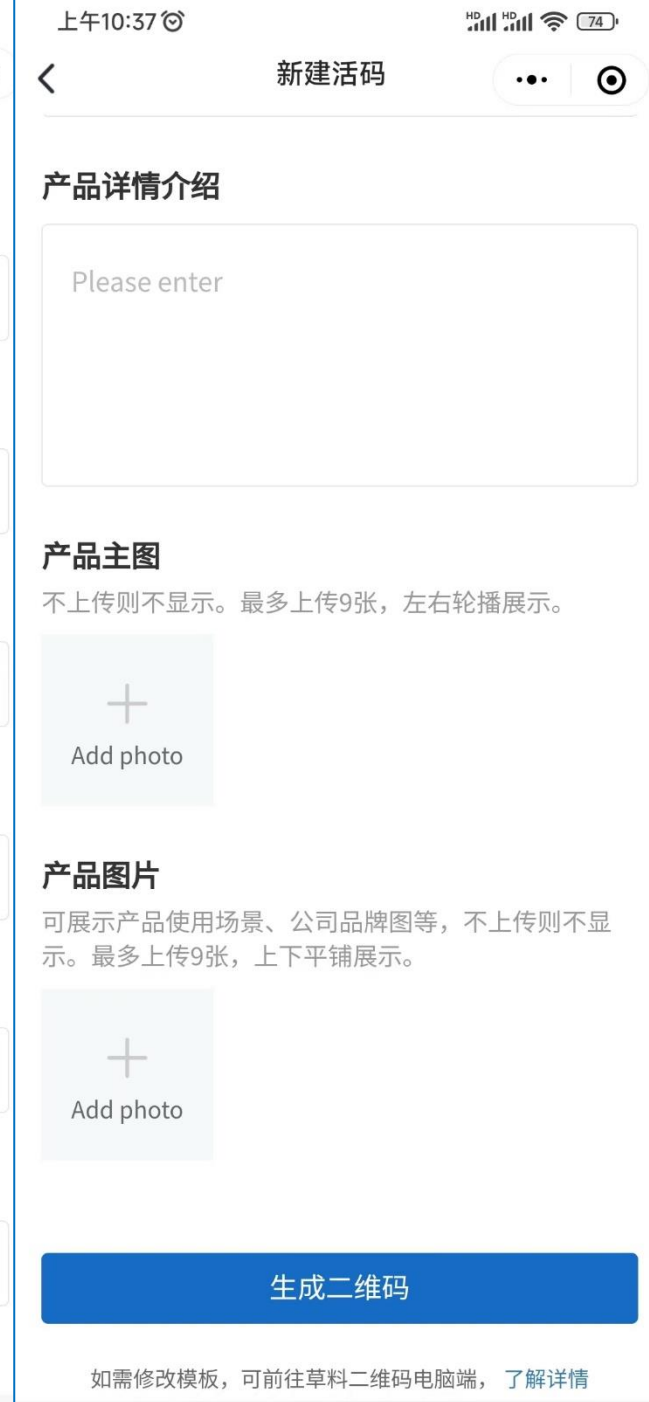 上午10:37
HD HD 74
新建活码
产品详情介绍
Please enter
产品主图
不上传则不显示。最多上传9张，左右轮播展示。
Add photo
产品图片
可展示产品使用场景、公司品牌图等，不上传则不显
示。最多上传9张，上下平铺展示。
Add photo
生成二维码
如需修改模板，可前往草料二维码电脑端， 了解详情